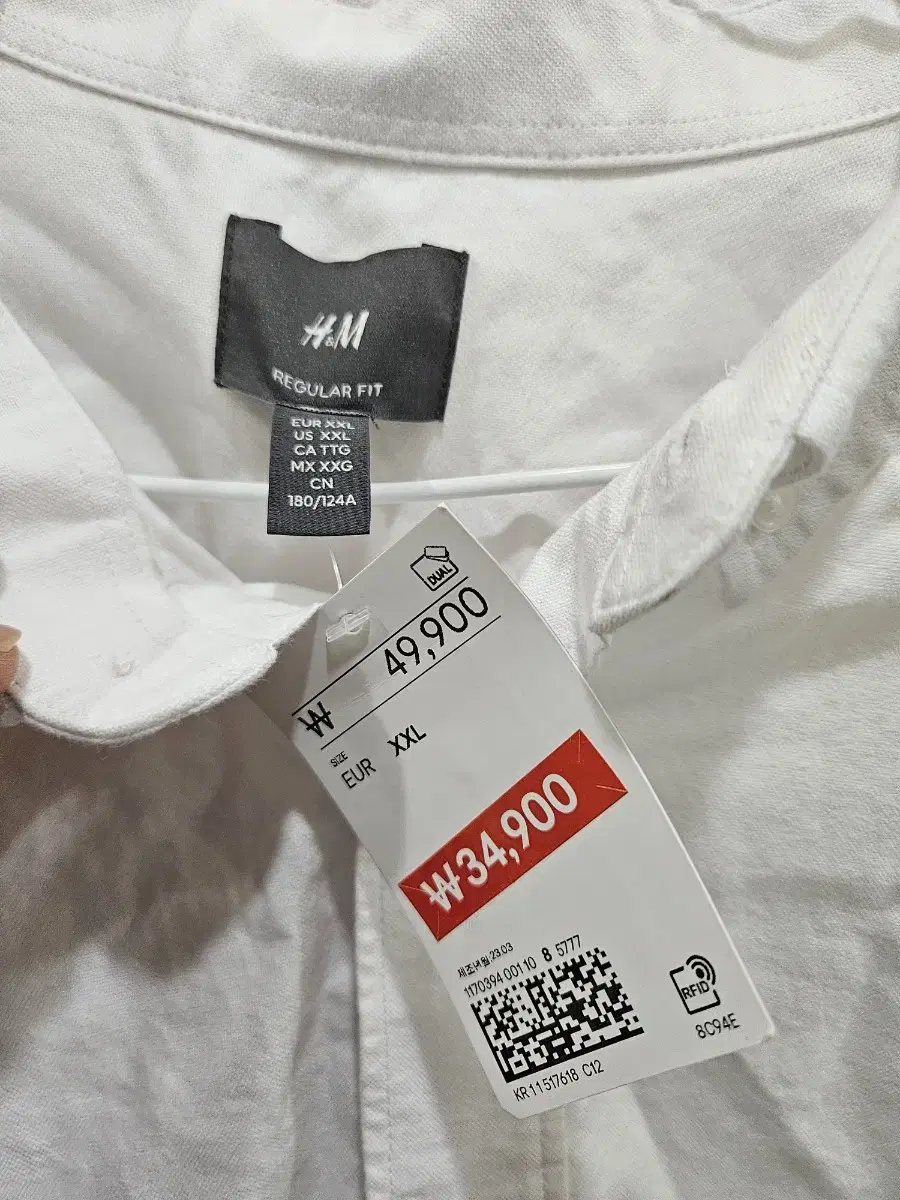 H&M
REGULAR FIT
EUR XXL
US XXL
CA TTG
MX XXG
CN
180/124A
DUAL
₩ 49,900
SIZE
EUR XXL
₩34,900
제조년월:23.03
1170394 001 10 8 5777
RFID
8C94E
KR11517618 C12